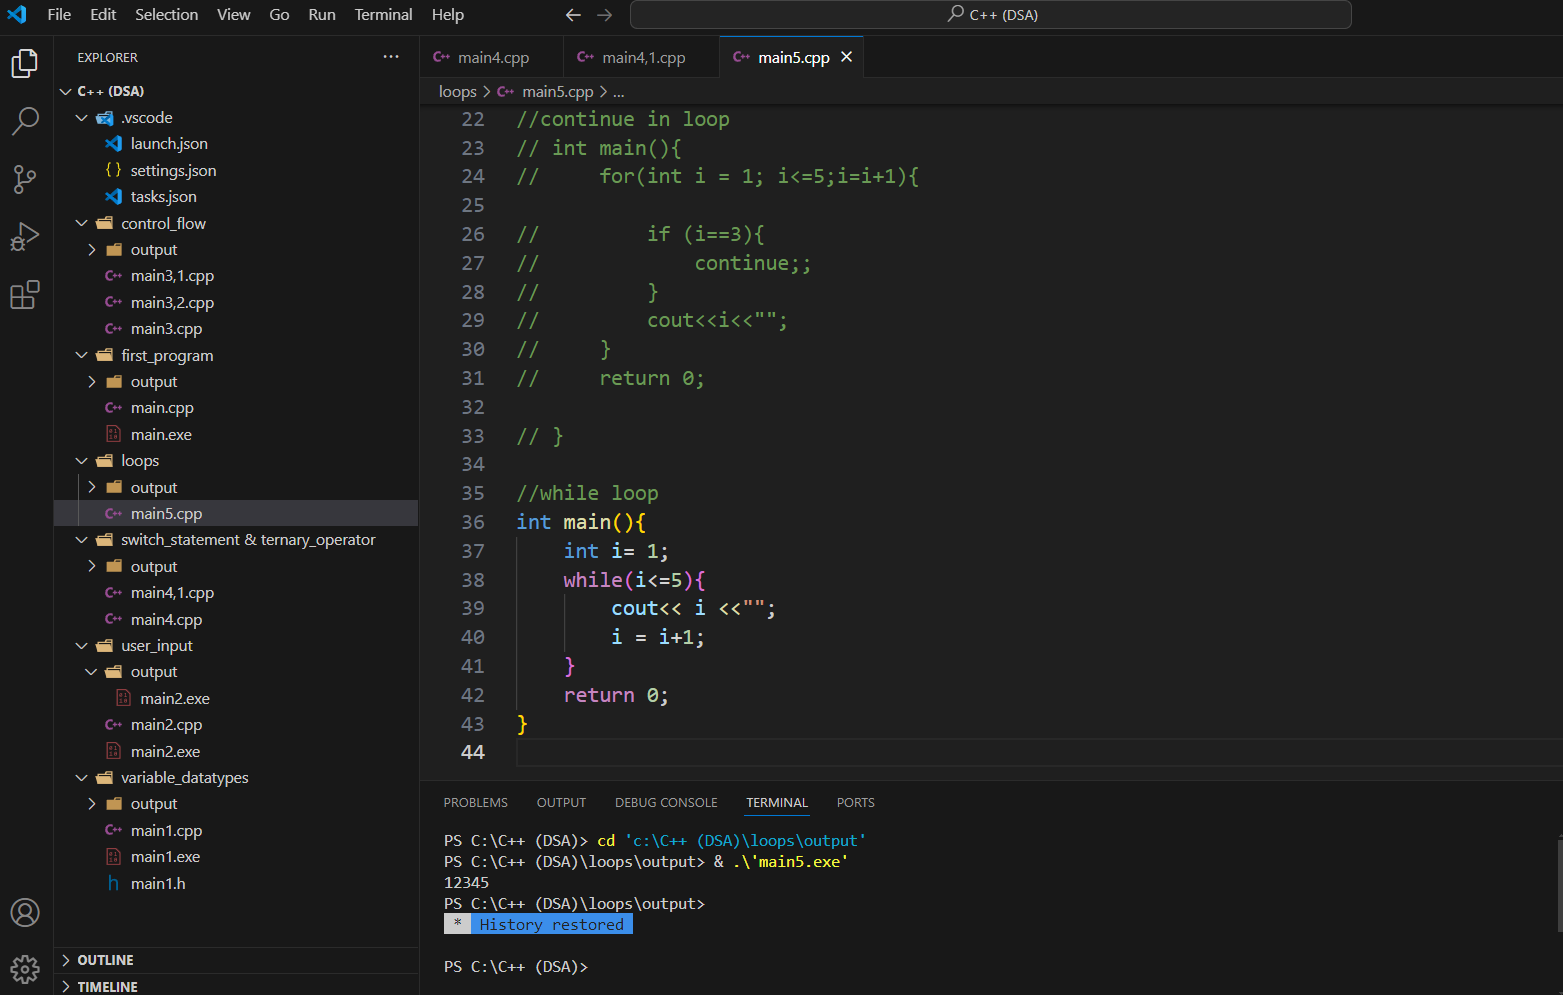 File Edit Selection View Go Run Terminal Help
C++ (DSA)
EXPLORER
C++ (DSA)
.vscode
launch.json
settings.json
tasks.json
control_flow
output
main3,1.cpp
main3,2.cpp
main3.cpp
first_program
output
main.cpp
main.exe
loops
output
main5.cpp
switch_statement & ternary_operator
output
main4,1.cpp
main4.cpp
user_input
output
main2.exe
main2.cpp
main2.exe
variable_datatypes
output
main1.cpp
main1.exe
main1.h
OUTLINE
TIMELINE
main4.cpp main4,1.cpp main5.cpp
loops > main5.cpp > ...
22 //continue in loop
23 // int main(){
24 //     for(int i = 1; i<=5;i=i+1){
25
26 //         if (i==3){
27 //             continue;;
28 //         }
29 //         cout<<i<<"";
30 //     }
31 //     return 0;
32
33 // }
34
35 //while loop
36 int main(){
37     int i= 1;
38     while(i<=5){
39         cout<< i <<"";
40         i = i+1;
41     }
42     return 0;
43 }
44
PROBLEMS OUTPUT DEBUG CONSOLE TERMINAL PORTS
PS C:\C++ (DSA)> cd 'c:\C++ (DSA)\loops\output'
PS C:\C++ (DSA)\loops\output> & .\'main5.exe'
12345
PS C:\C++ (DSA)\loops\output>
* History restored
PS C:\C++ (DSA)>